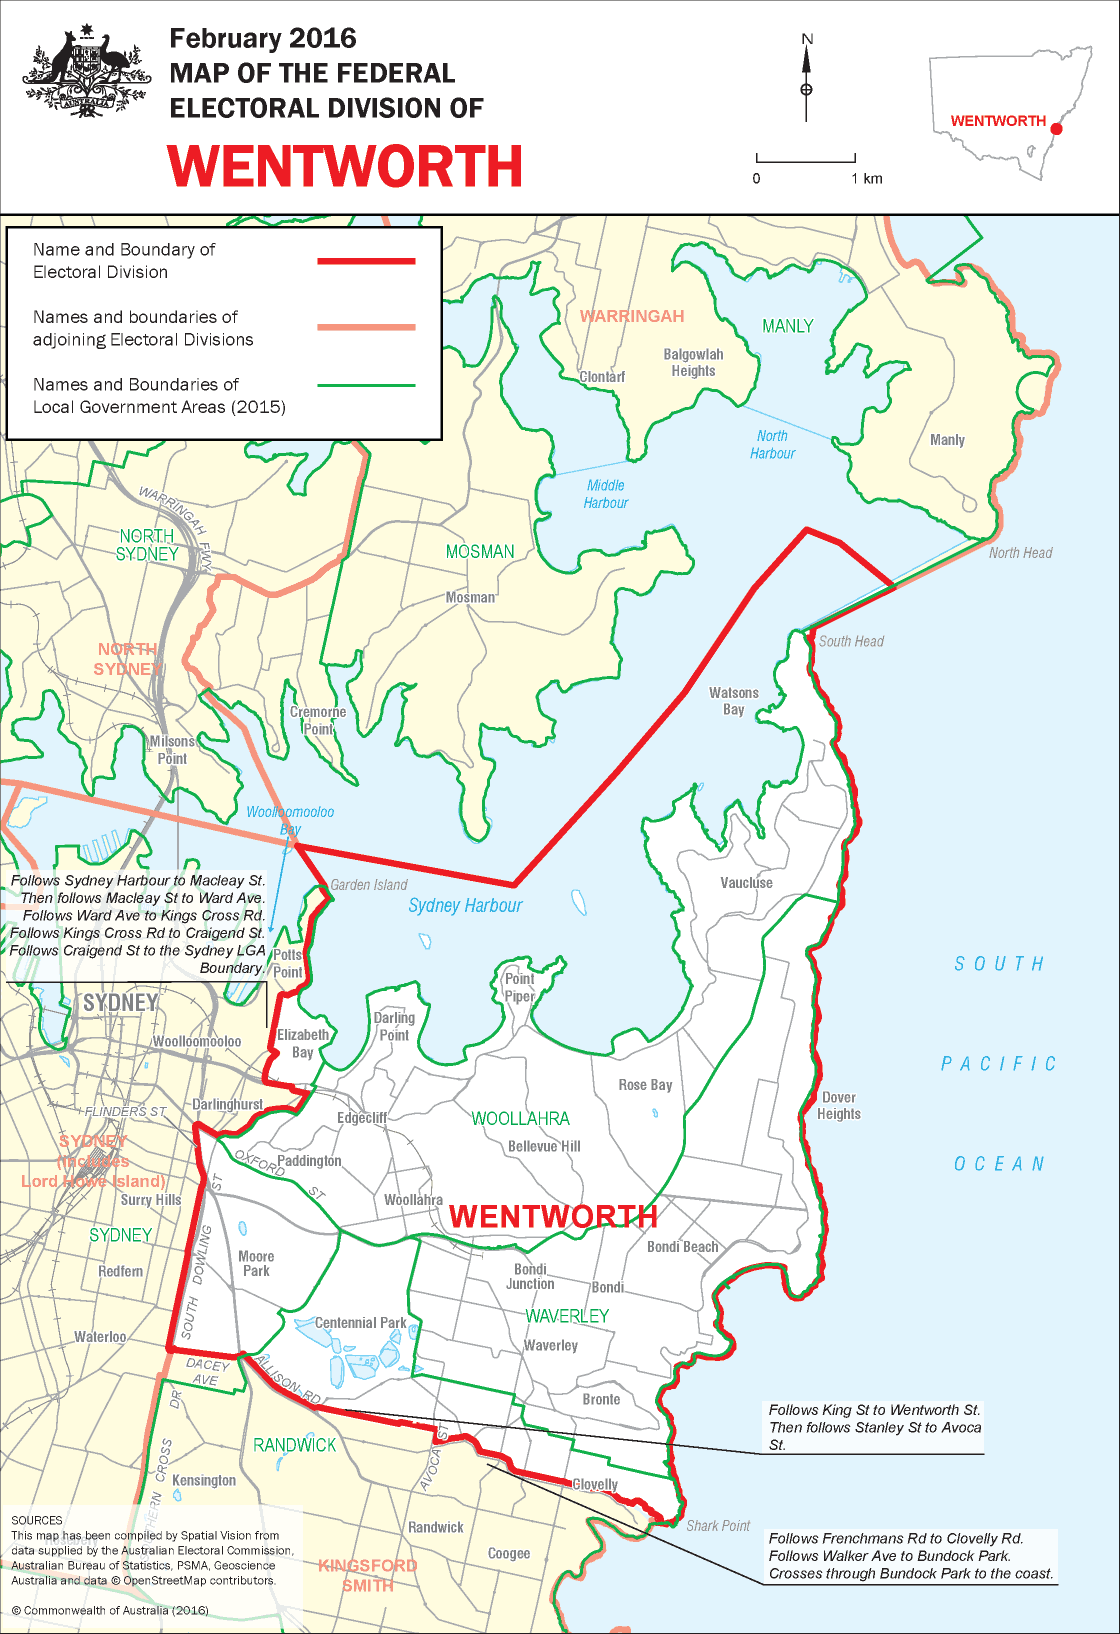 February 2016
MAP OF THE FEDERAL
ELECTORAL DIVISION OF
WENTWORTH
AUSTRALIA
N
0 1 km
WENTWORTH
Name and Boundary of
Electoral Division
Names and boundaries of
adjoining Electoral Divisions
Names and Boundaries of
Local Government Areas (2015)
WARRINGAH
MANLY
Balgowlah
Heights
Clontarf
Manly
North
Harbour
Middle
Harbour
WARRINGAH FWY
NORTH
SYDNEY
MOSMAN
North Head
Mosman
South Head
NORTH
SYDNEY
Watsons
Bay
Cremorne
Point
Milsons
Point
Woolloomooloo
Bay
Follows Sydney Harbour to Macleay St.
Then follows Macleay St to Ward Ave.
Follows Ward Ave to Kings Cross Rd.
Follows Kings Cross Rd to Craigend St.
Follows Craigend St to the Sydney LGA
Boundary.
Garden Island
Sydney Harbour
Vaucluse
Potts
Point
Point
Piper
SOUTH
PACIFIC
OCEAN
SYDNEY
Darling
Point
Woolloomooloo
Elizabeth
Bay
Rose Bay
Dover
Heights
Darlinghurst
FLINDERS ST
Edgecliff
WOOLLAHRA
Bellevue Hill
SYDNEY
(includes
Lord Howe Island)
OXFORD ST
Paddington
Surry Hills
Woollahra
WENTWORTH
SYDNEY
SOUTH DOWLING ST
Moore
Park
Bondi Beach
Redfern
Bondi
Junction
Bondi
Centennial Park
WAVERLEY
Waterloo
Waverley
DACEY
AVE
ALLISON RD
Bronte
Follows King St to Wentworth St.
Then follows Stanley St to Avoca
St.
RANDWICK
AVOCA ST
Kensington
Clovelly
HERN CROSS DR
Shark Point
Randwick
Coogee
KINGSFORD
SMITH
Follows Frenchmans Rd to Clovelly Rd.
Follows Walker Ave to Bundock Park.
Crosses through Bundock Park to the coast.
SOURCES
This map has been compiled by Spatial Vision from
data supplied by the Australian Electoral Commission,
Australian Bureau of Statistics, PSMA, Geoscience
Australia and data © OpenStreetMap contributors.
© Commonwealth of Australia (2016)